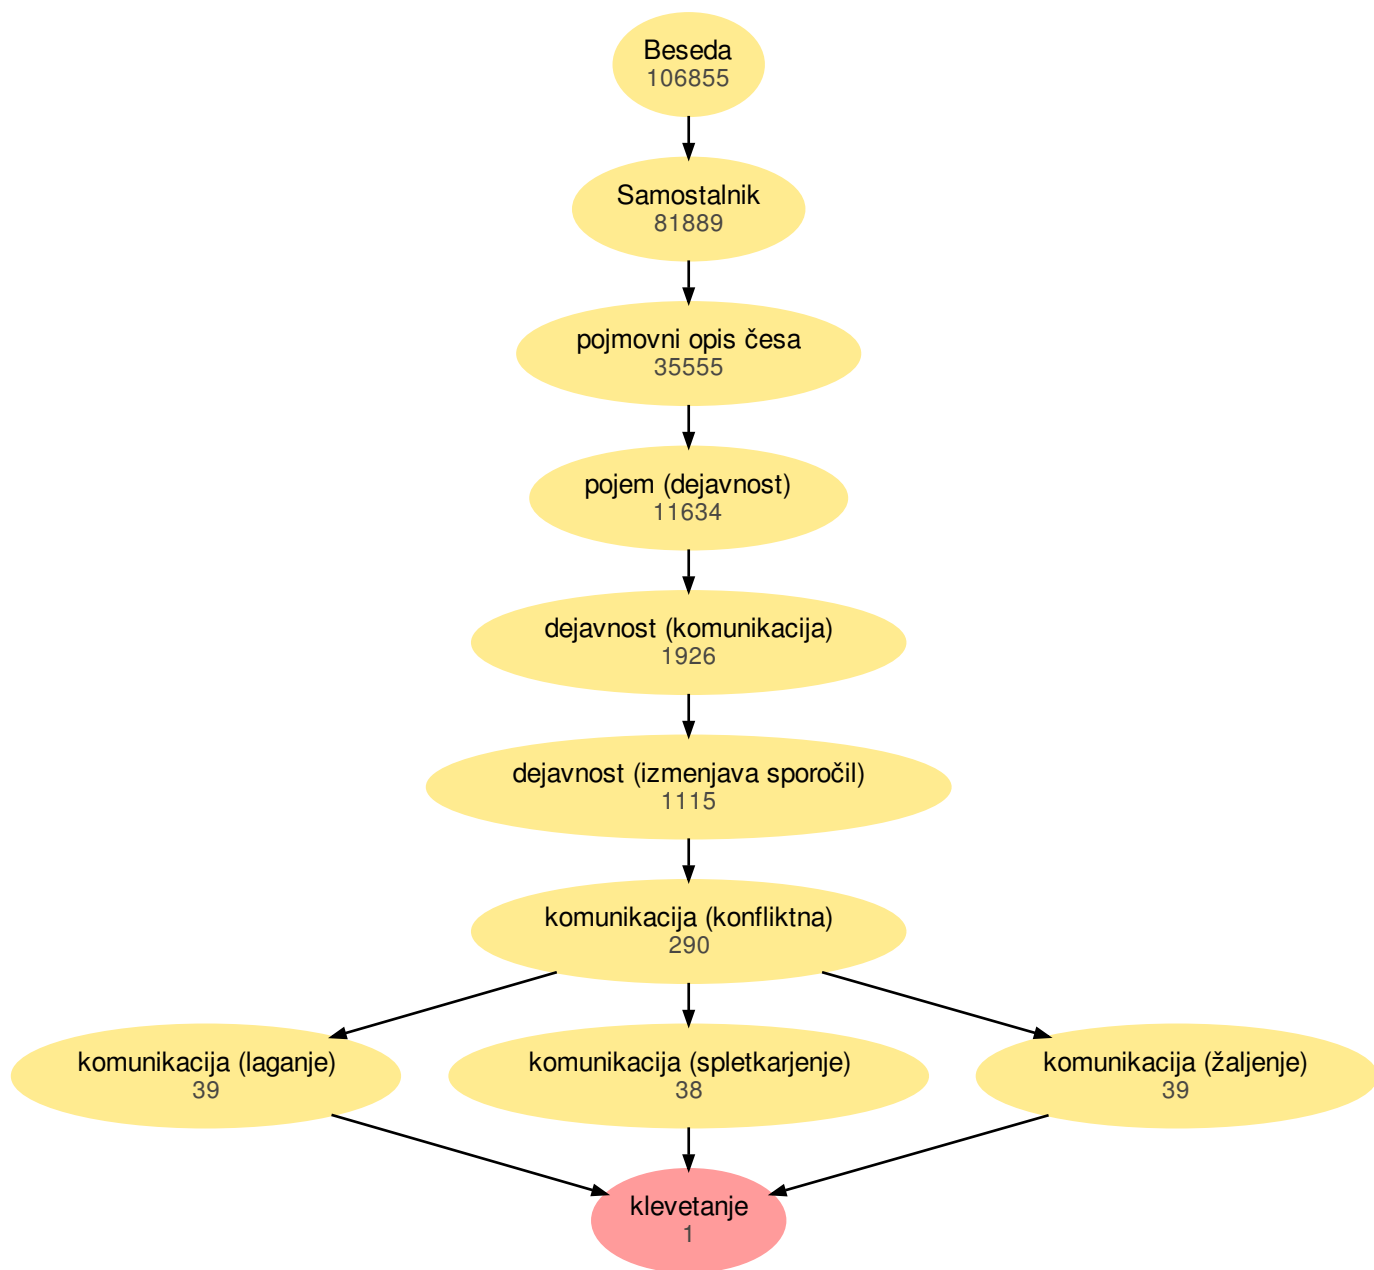 Beseda
106855
Samostalnik
81889
pojmovni opis česa
35555
pojem (dejavnost)
11634
dejavnost (komunikacija)
1926
dejavnost (izmenjava sporočil)
1115
komunikacija (konfliktna)
290
komunikacija (laganje)
39
komunikacija (spletkarjenje)
38
komunikacija (žaljenje)
39
klevetanje
1